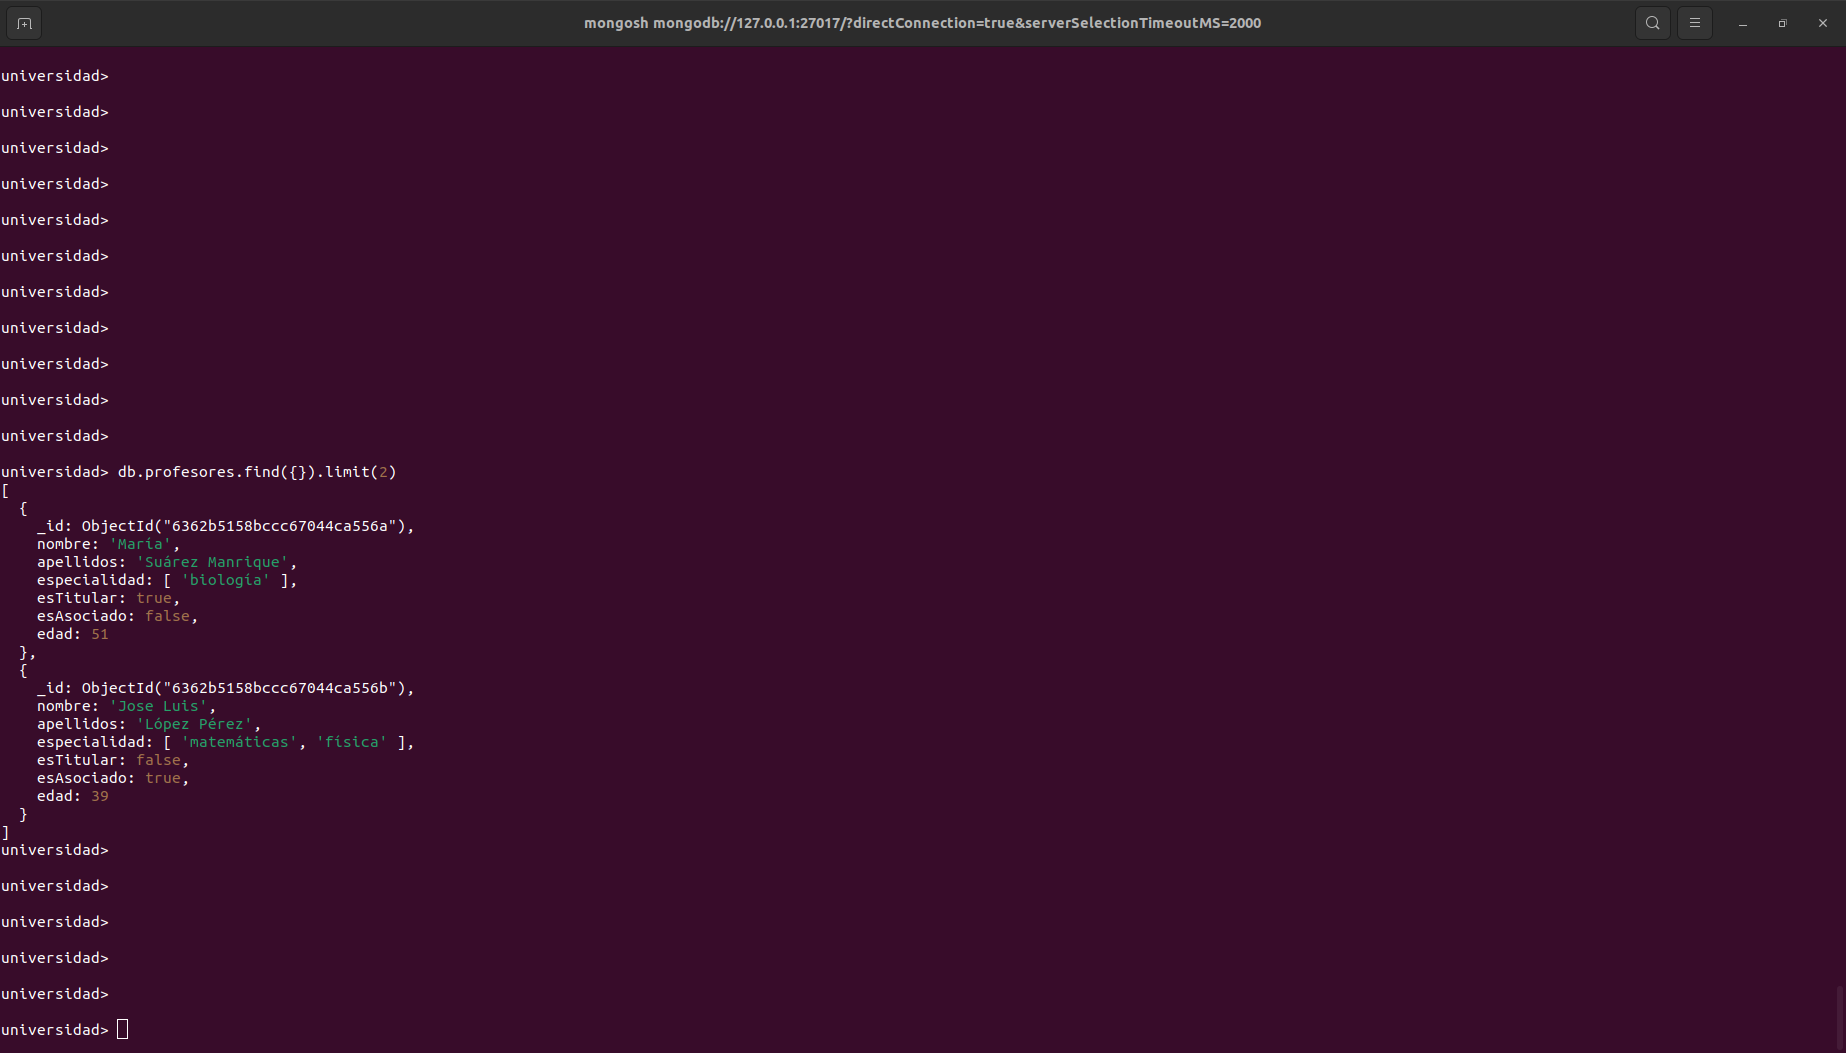 mongosh mongodb://127.0.0.1:27017/?directConnection=true&serverSelectionTimeoutMS=2000
universidad>
universidad>
universidad>
universidad>
universidad>
universidad>
universidad>
universidad>
universidad>
universidad>
universidad>
universidad> db.profesores.find({}).limit(2)
[
  {
    _id: ObjectId("6362b5158bccc67044ca556a"),
    nombre: 'María',
    apellidos: 'Suárez Manrique',
    especialidad: [ 'biología' ],
    esTitular: true,
    esAsociado: false,
    edad: 51
  },
  {
    _id: ObjectId("6362b5158bccc67044ca556b"),
    nombre: 'Jose Luis',
    apellidos: 'López Pérez',
    especialidad: [ 'matemáticas', 'física' ],
    esTitular: false,
    esAsociado: true,
    edad: 39
  }
]
universidad>
universidad>
universidad>
universidad>
universidad>
universidad>